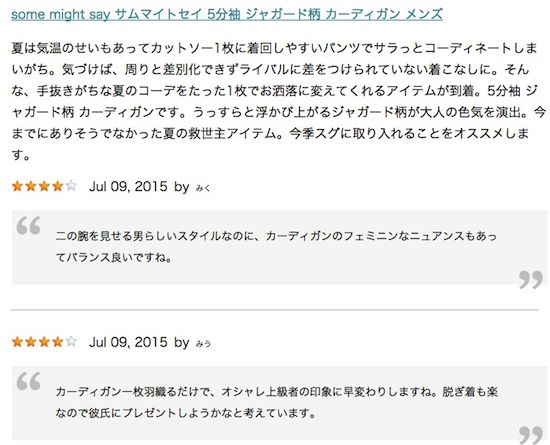 some might say サムマイトセイ 5分袖 ジャガード柄 カーディガン メンズ
夏は気温のせいもあってカットソー1枚に着回しやすいパンツでサラっとコーディネートしま
いがち。気づけば、周りと差別化できずライバルに差をつけられていない着こなしに。そん
な、手抜きがちな夏のコーデをたった1枚でお洒落に変えてくれるアイテムが到着。5分袖 ジ
ャガード柄 カーディガンです。うっすらと浮かび上がるジャガード柄が大人の色気を演出。今
までにありそうでなかった夏の救世主アイテム。今季スグに取り入れることをオススメしま
す。
Jul 09, 2015 by みく
二の腕を見せる男らしいスタイルなのに、カーディガンのフェミニンなニュアンスもあっ
てバランス良いですね。
Jul 09, 2015 by みう
カーディガン一枚羽織るだけで、オシャレ上級者の印象に早変わりしますね。脱ぎ着も楽
なので彼氏にプレゼントしようかなと考えています。